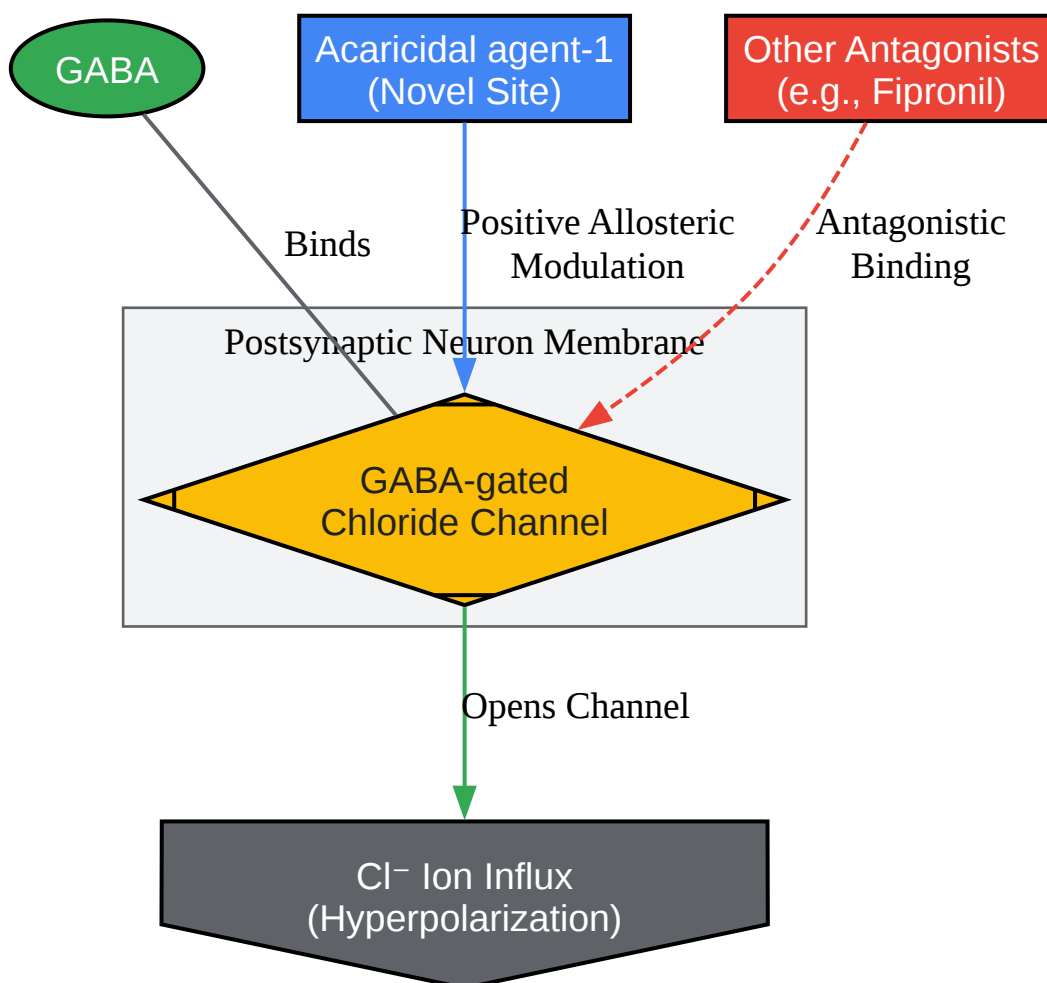 GABA
Acaricidal agent-1
(Novel Site)
Other Antagonists
(e.g., Fipronil)
Binds
Positive Allosteric
Modulation
Antagonistic
Binding
Postsynaptic Neuron Membrane
GABA-gated
Chloride Channel
Opens Channel
Cl⁻ Ion Influx
(Hyperpolarization)